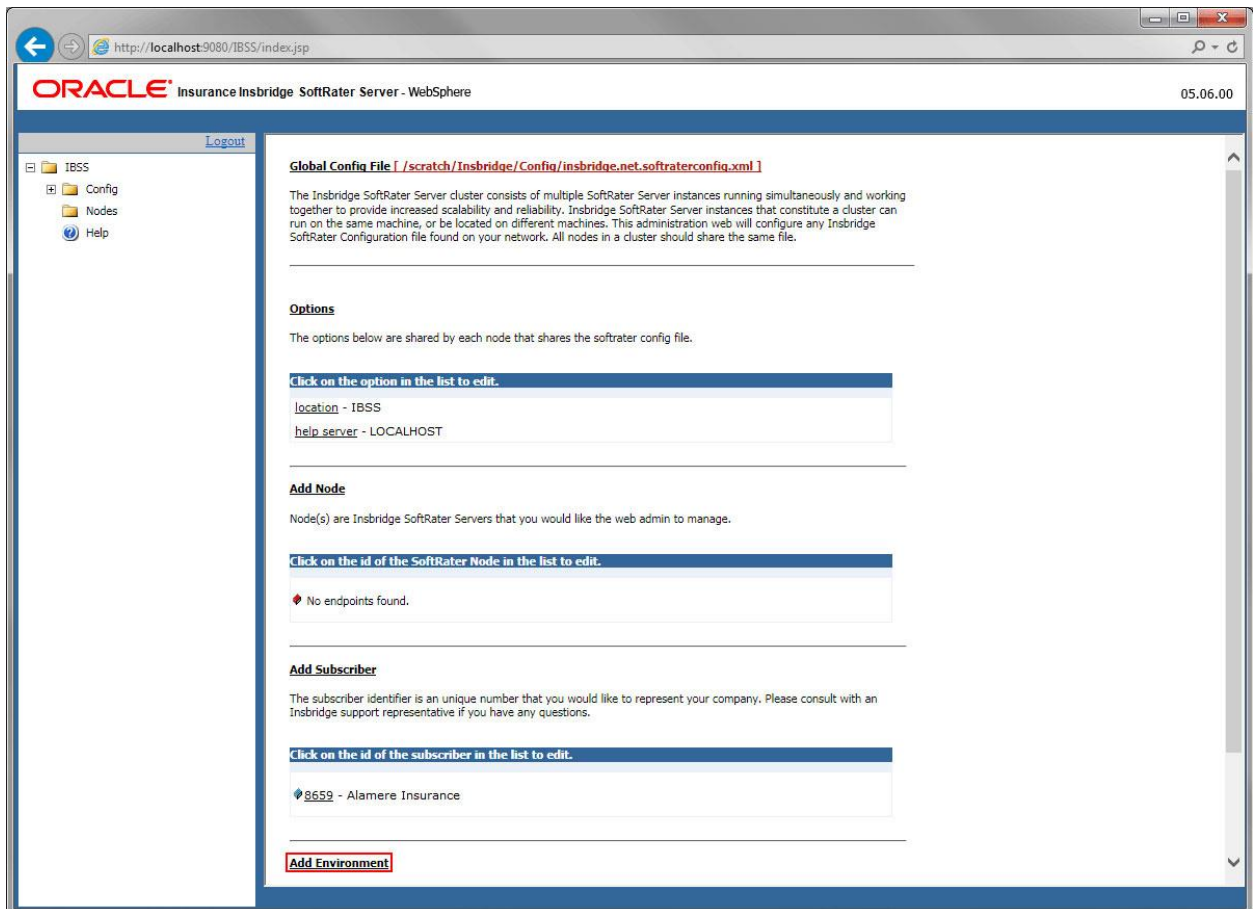 http://localhost:9080/IBSS/index.jsp
ORACLE® Insurance Insbridge SoftRater Server - WebSphere
05.06.00
Logout
IBSS
Config
Nodes
Help
Global Config File [ /scratch/Insbridge/Config/insbridge.net.softraterconfig.xml ]
The Insbridge SoftRater Server cluster consists of multiple SoftRater Server instances running simultaneously and working
together to provide increased scalability and reliability. Insbridge SoftRater Server instances that constitute a cluster can
run on the same machine, or be located on different machines. This administration web will configure any Insbridge
SoftRater Configuration file found on your network. All nodes in a cluster should share the same file.
Options
The options below are shared by each node that shares the softrater config file.
Click on the option in the list to edit.
location - IBSS
help server - LOCALHOST
Add Node
Node(s) are Insbridge SoftRater Servers that you would like the web admin to manage.
Click on the id of the SoftRater Node in the list to edit.
No endpoints found.
Add Subscriber
The subscriber identifier is an unique number that you would like to represent your company. Please consult with an
Insbridge support representative if you have any questions.
Click on the id of the subscriber in the list to edit.
8659 - Alamere Insurance
Add Environment